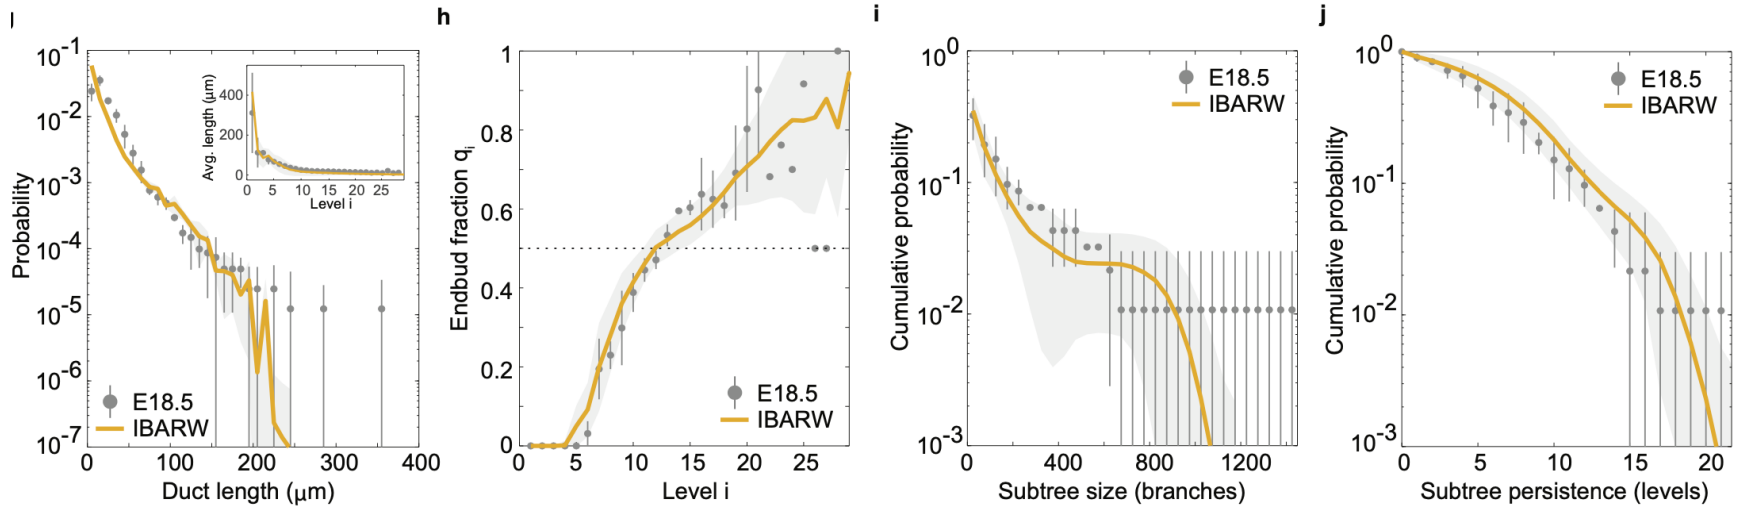 h
i
j
10^-1
10^-2
10^-3
10^-4
10^-5
10^-6
10^-7
Probability
0
100
200
300
400
Duct length (μm)
E18.5
IBARW
400
200
0
Avg. length (μm)
0
5
10
15
20
25
Level i
1
0.8
0.6
0.4
0.2
0
Endbud fraction q_i
0
5
10
15
20
25
Level i
E18.5
IBARW
10^0
10^-1
10^-2
10^-3
Cumulative probability
0
400
800
1200
Subtree size (branches)
E18.5
IBARW
10^0
10^-1
10^-2
10^-3
Cumulative probability
0
5
10
15
20
Subtree persistence (levels)
E18.5
IBARW